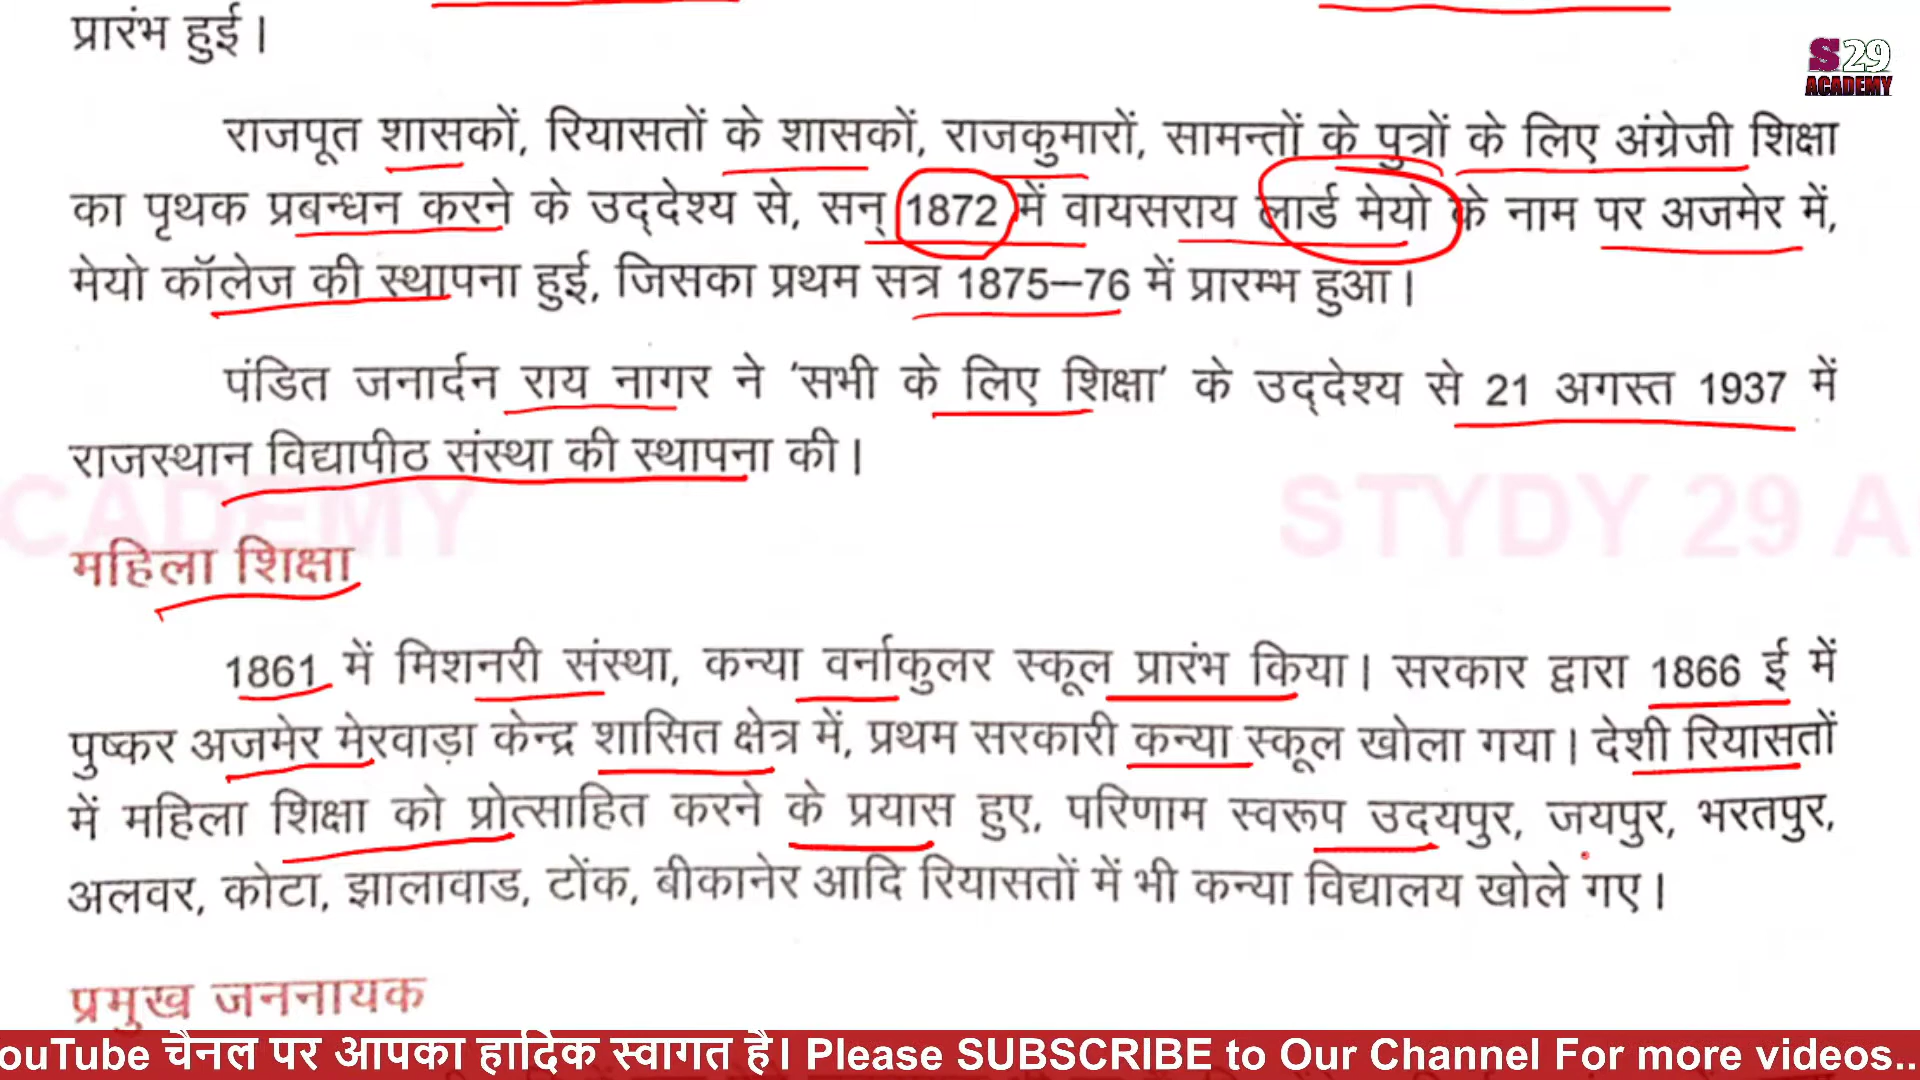 प्रारंभ हुई।
S29
ACADEMY
राजपूत शासकों, रियासतों के शासकों, राजकुमारों, सामन्तों के पुत्रों के लिए अंग्रेजी शिक्षा
का पृथक प्रबन्धन करने के उद्देश्य से, सन् 1872 में वायसराय लार्ड मेयो के नाम पर अजमेर में,
मेयो कॉलेज की स्थापना हुई, जिसका प्रथम सत्र 1875–76 में प्रारम्भ हुआ।
पंडित जनार्दन राय नागर ने 'सभी के लिए शिक्षा' के उद्देश्य से 21 अगस्त 1937 में
राजस्थान विद्यापीठ संस्था की स्थापना की।
CADEMY STYDY 29 A
महिला शिक्षा
1861 में मिशनरी संस्था, कन्या वर्नाकुलर स्कूल प्रारंभ किया। सरकार द्वारा 1866 ई में
पुष्कर अजमेर मेरवाड़ा केन्द्र शासित क्षेत्र में, प्रथम सरकारी कन्या स्कूल खोला गया। देशी रियासतों
में महिला शिक्षा को प्रोत्साहित करने के प्रयास हुए, परिणाम स्वरूप उदयपुर, जयपुर, भरतपुर,
अलवर, कोटा, झालावाड, टोंक, बीकानेर आदि रियासतों में भी कन्या विद्यालय खोले गए।
प्रमुख जननायक
ouTube चैनल पर आपका हार्दिक स्वागत है। Please SUBSCRIBE to Our Channel For more videos..